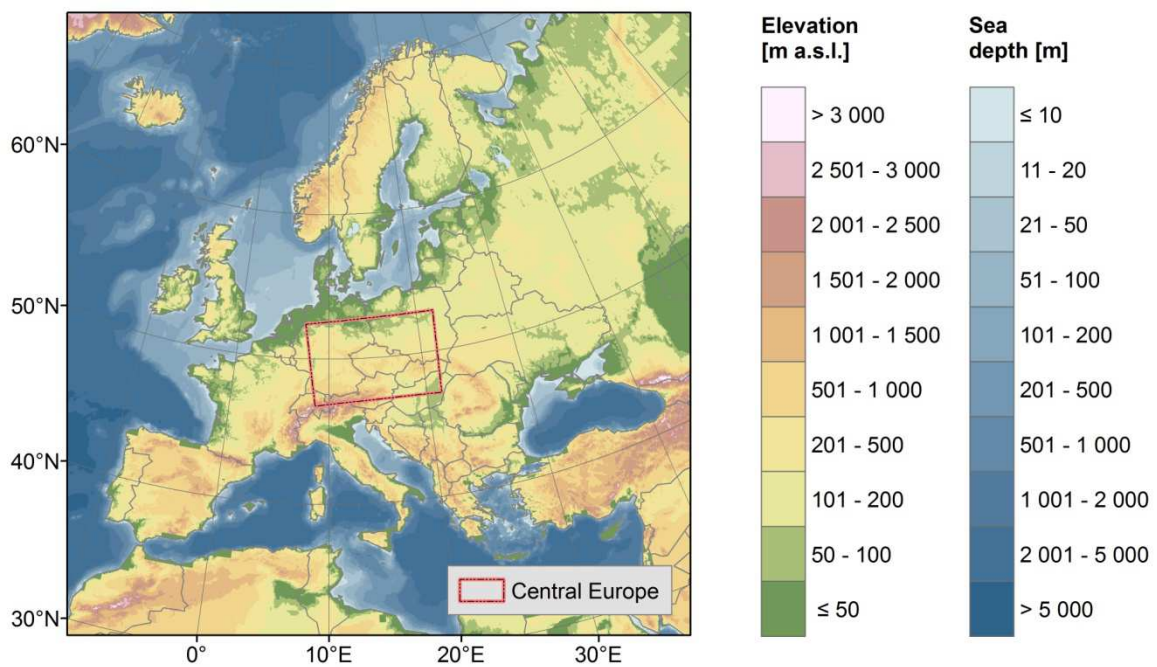 60°N
50°N
40°N
30°N
0°
10°E
20°E
30°E
Central Europe
Elevation
[m a.s.l.]
> 3 000
2 501 - 3 000
2 001 - 2 500
1 501 - 2 000
1 001 - 1 500
501 - 1 000
201 - 500
101 - 200
50 - 100
≤ 50
Sea
depth [m]
≤ 10
11 - 20
21 - 50
51 - 100
101 - 200
201 - 500
501 - 1 000
1 001 - 2 000
2 001 - 5 000
> 5 000